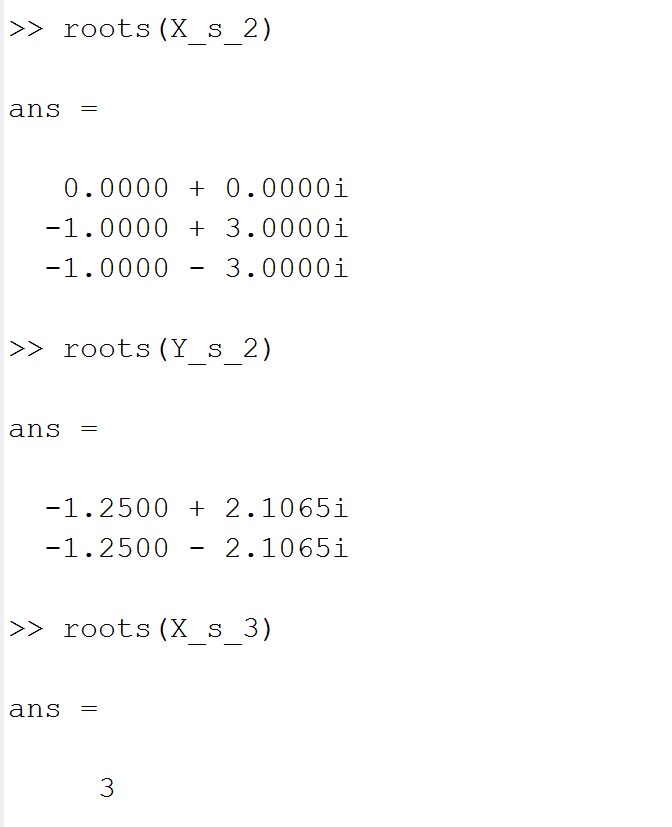 >> roots(X_s_2)
ans =
0.0000 + 0.0000i
-1.0000 + 3.0000i
-1.0000 - 3.0000i
>> roots(Y_s_2)
ans =
-1.2500 + 2.1065i
-1.2500 - 2.1065i
>> roots(X_s_3)
ans =
3